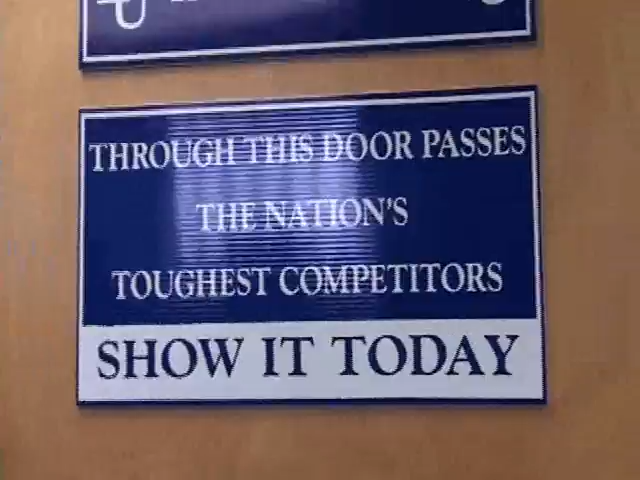 THROUGH THIS DOOR PASSES
THE NATION'S
TOUGHEST COMPETITORS
SHOW IT TODAY